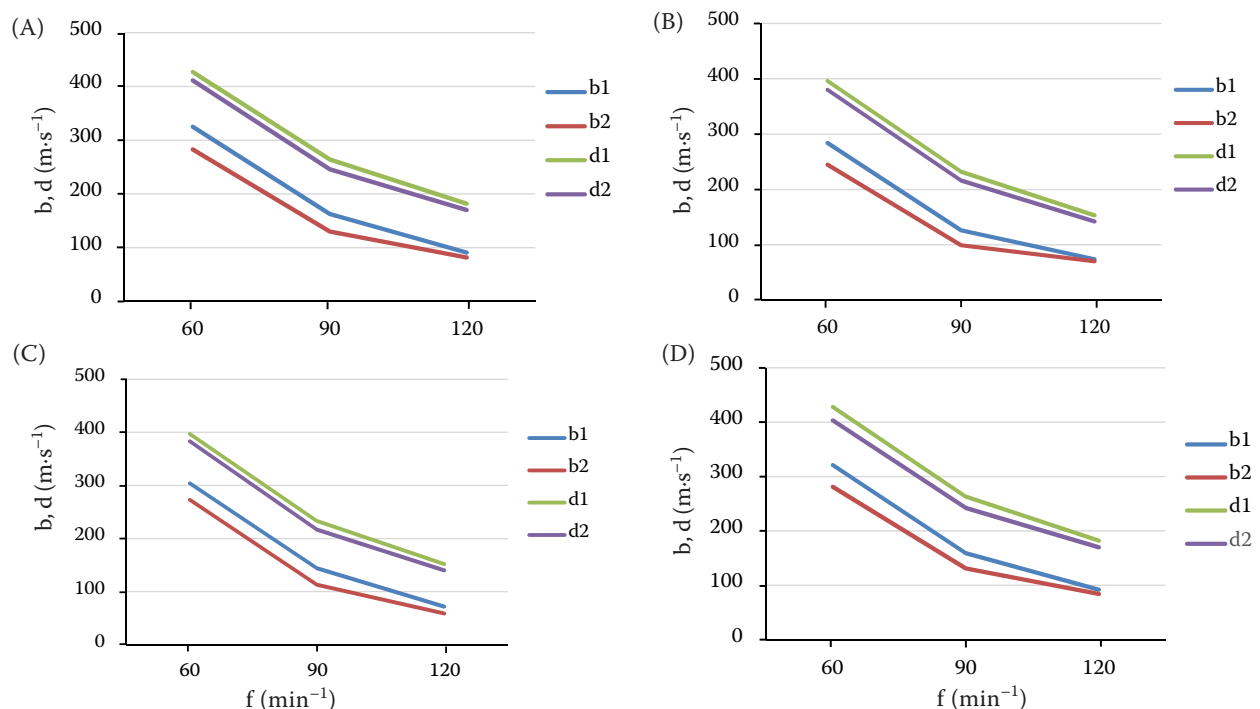 (A)
500
400
300
200
100
0
b, d (m·s⁻¹)
60 90 120
b1
b2
d1
d2
(B)
500
400
300
200
100
0
b, d (m·s⁻¹)
60 90 120
b1
b2
d1
d2
(C)
500
400
300
200
100
0
b, d (m·s⁻¹)
60 90 120
f (min⁻¹)
b1
b2
d1
d2
(D)
500
400
300
200
100
0
b, d (m·s⁻¹)
60 90 120
f (min⁻¹)
b1
b2
d1
d2